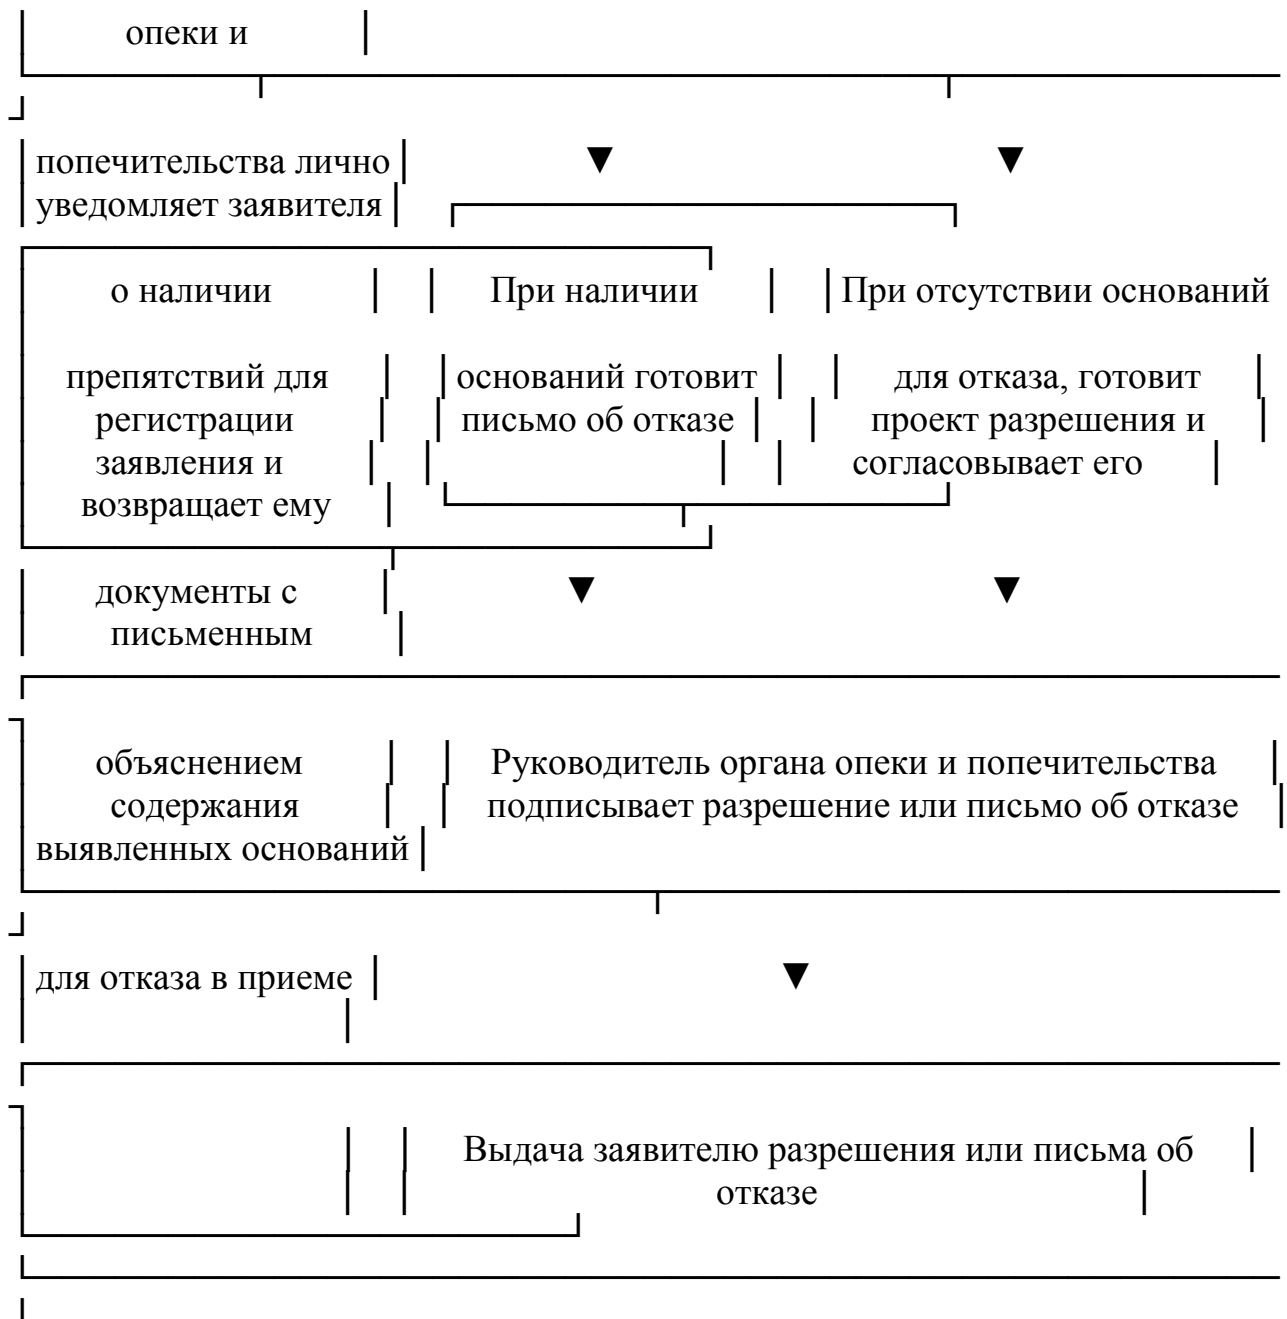 опеки и
попечительства лично
уведомляет заявителя
о наличии При наличии При отсутствии оснований
препятствий для оснований готовит для отказа, готовит
регистрации письмо об отказе проект разрешения и
заявления и согласовывает его
возвращает ему
документы с
письменным
объяснением Руководитель органа опеки и попечительства
содержания подписывает разрешение или письмо об отказе
выявленных оснований
для отказа в приеме
Выдача заявителю разрешения или письма об
отказе